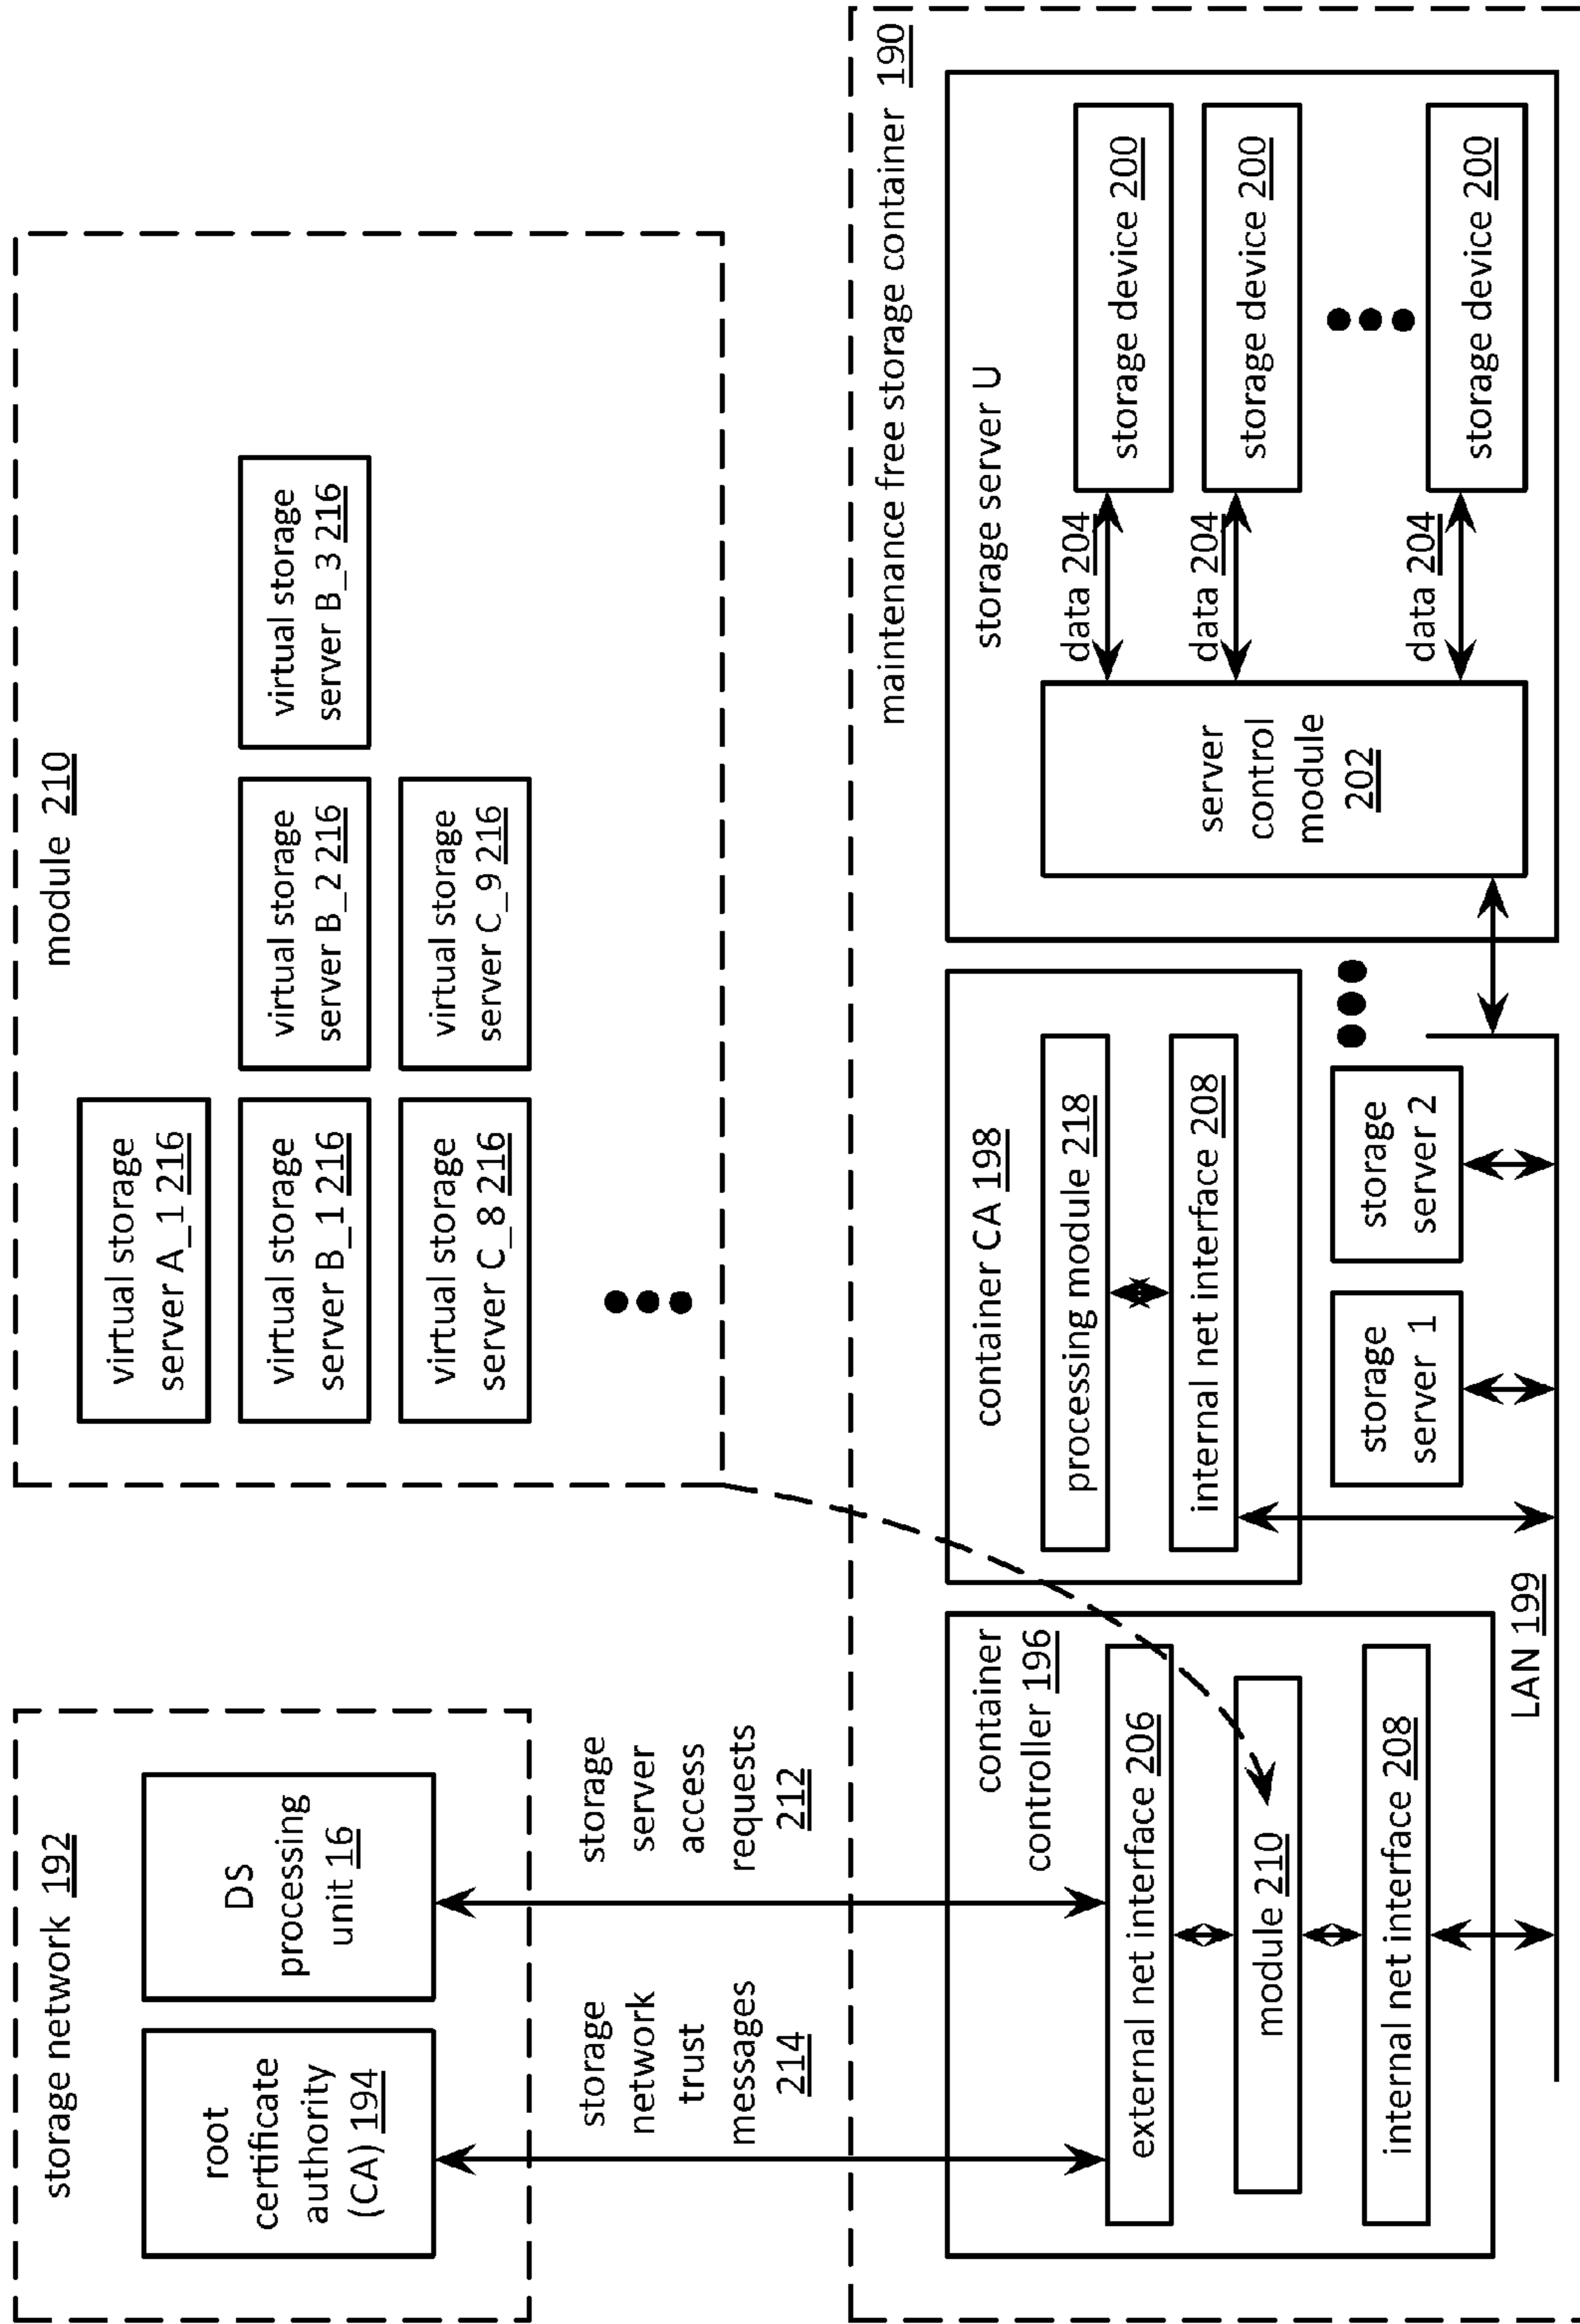 storage network 192
root
certificate
authority
(CA) 194
DS
processing
unit 16
storage
network
trust
messages
214
storage
server
access
requests
212
module 210
virtual storage
server A_1 216
virtual storage
server B_1 216
virtual storage
server B_2 216
virtual storage
server B_3 216
virtual storage
server C_8 216
virtual storage
server C_9 216
maintenance free storage container 190
container
controller 196
external net interface 206
module 210
internal net interface 208
LAN 199
container CA 198
processing module 218
internal net interface 208
storage
server 1
storage
server 2
storage server U
server
control
module
202
data 204
storage device 200
data 204
storage device 200
data 204
storage device 200